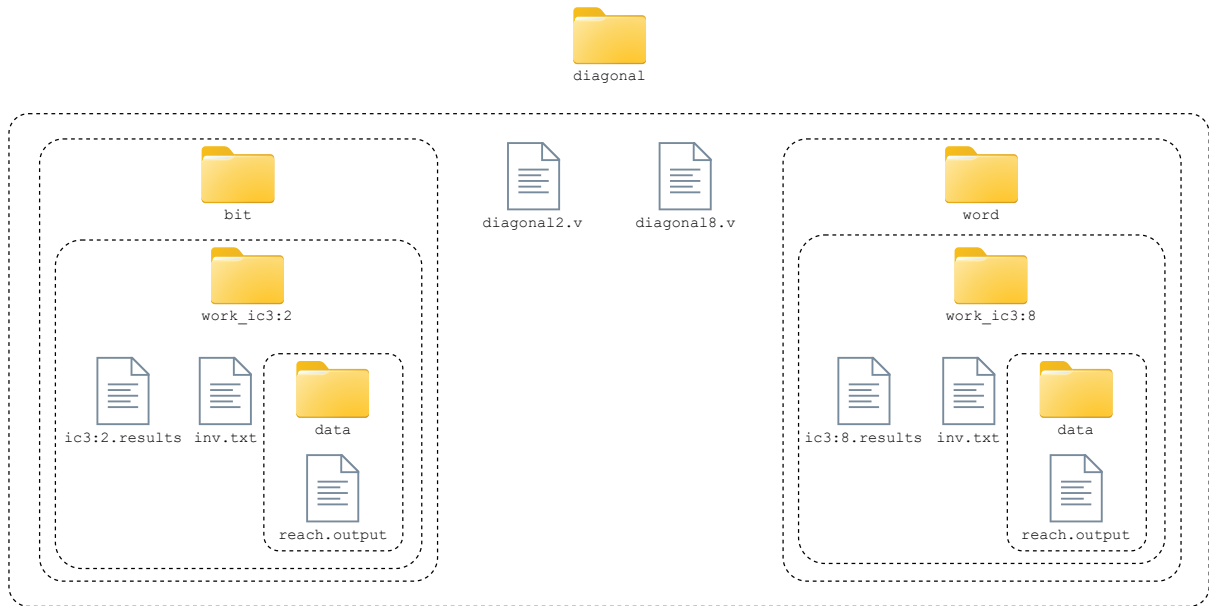 diagonal
bit
diagonal2.v
diagonal8.v
word
work_ic3:2
work_ic3:8
ic3:2.results
inv.txt
data
ic3:8.results
inv.txt
data
reach.output
reach.output